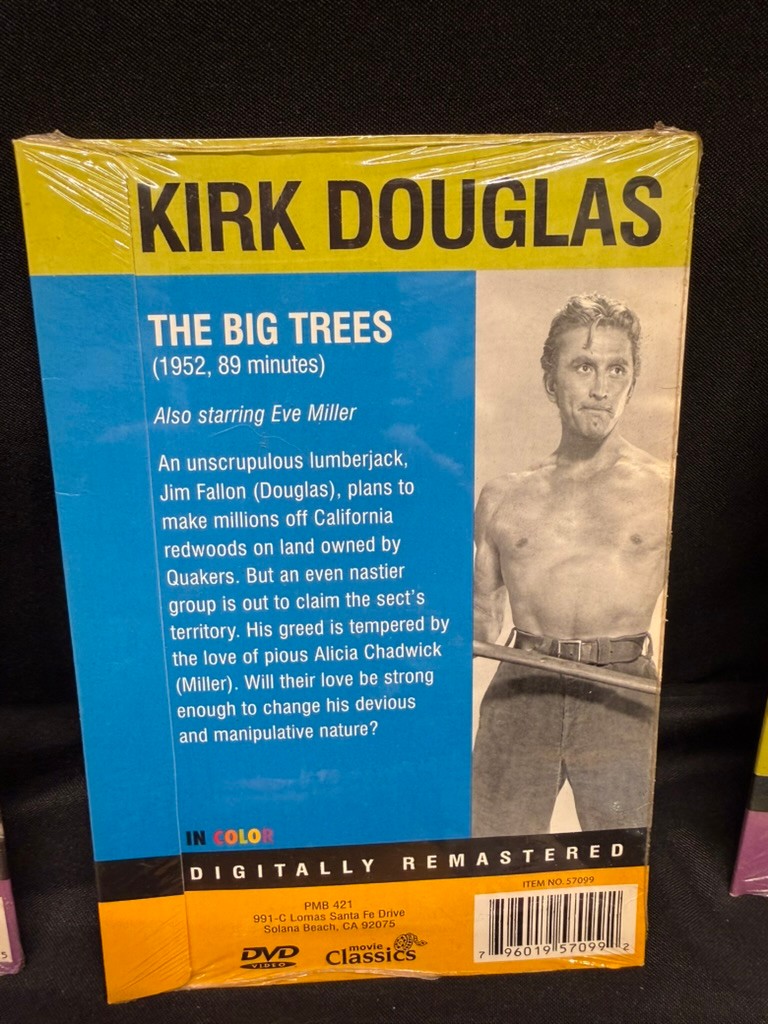 KIRK DOUGLAS
THE BIG TREES
(1952, 89 minutes)
Also starring Eve Miller
An unscrupulous lumberjack,
Jim Fallon (Douglas), plans to
make millions off California
redwoods on land owned by
Quakers. But an even nastier
group is out to claim the sect's
territory. His greed is tempered by
the love of pious Alicia Chadwick
(Miller). Will their love be strong
enough to change his devious
and manipulative nature?
IN COLOR
DIGITALLY REMASTERED
PMB 421
991-C Lomas Santa Fe Drive
Solana Beach, CA 92075
DVD
VIDEO
movie
Classics
ITEM NO. 57099
7 96019 57099 2
5